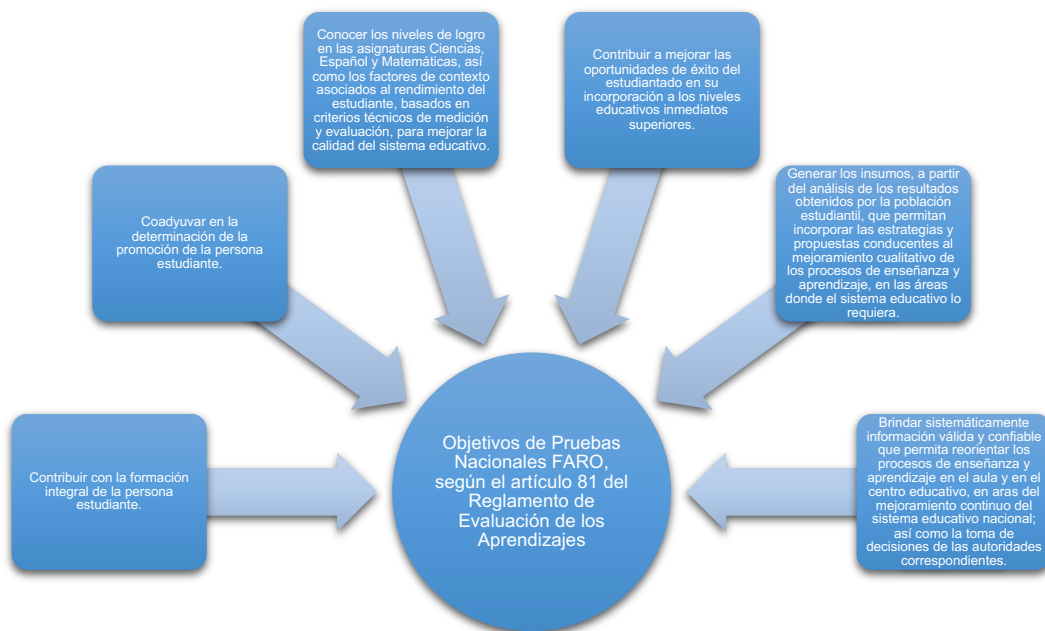 Conocer los niveles de logro
en las asignaturas Ciencias,
Español y Matemáticas, así
como los factores de contexto
asociados al rendimiento del
estudiante, basados en
criterios técnicos de medición
y evaluación, para mejorar la
calidad del sistema educativo.
Contribuir a mejorar las
oportunidades de éxito del
estudiantado en su
incorporación a los niveles
educativos inmediatos
superiores.
Coadyuvar en la
determinación de la
promoción de la persona
estudiante.
Generar los insumos, a partir
del análisis de los resultados
obtenidos por la población
estudiantil, que permitan
incorporar las estrategias y
propuestas conducentes al
mejoramiento cualitativo de
los procesos de enseñanza y
aprendizaje, en las áreas
donde el sistema educativo lo
requiera.
Contribuir con la formación
integral de la persona
estudiante.
Objetivos de Pruebas
Nacionales FARO,
según el artículo 81 del
Reglamento de
Evaluación de los
Aprendizajes
Brindar sistemáticamente
información válida y confiable
que permita reorientar los
procesos de enseñanza y
aprendizaje en el aula y en el
centro educativo, en aras del
mejoramiento continuo del
sistema educativo nacional;
así como la toma de
decisiones de las autoridades
correspondientes.